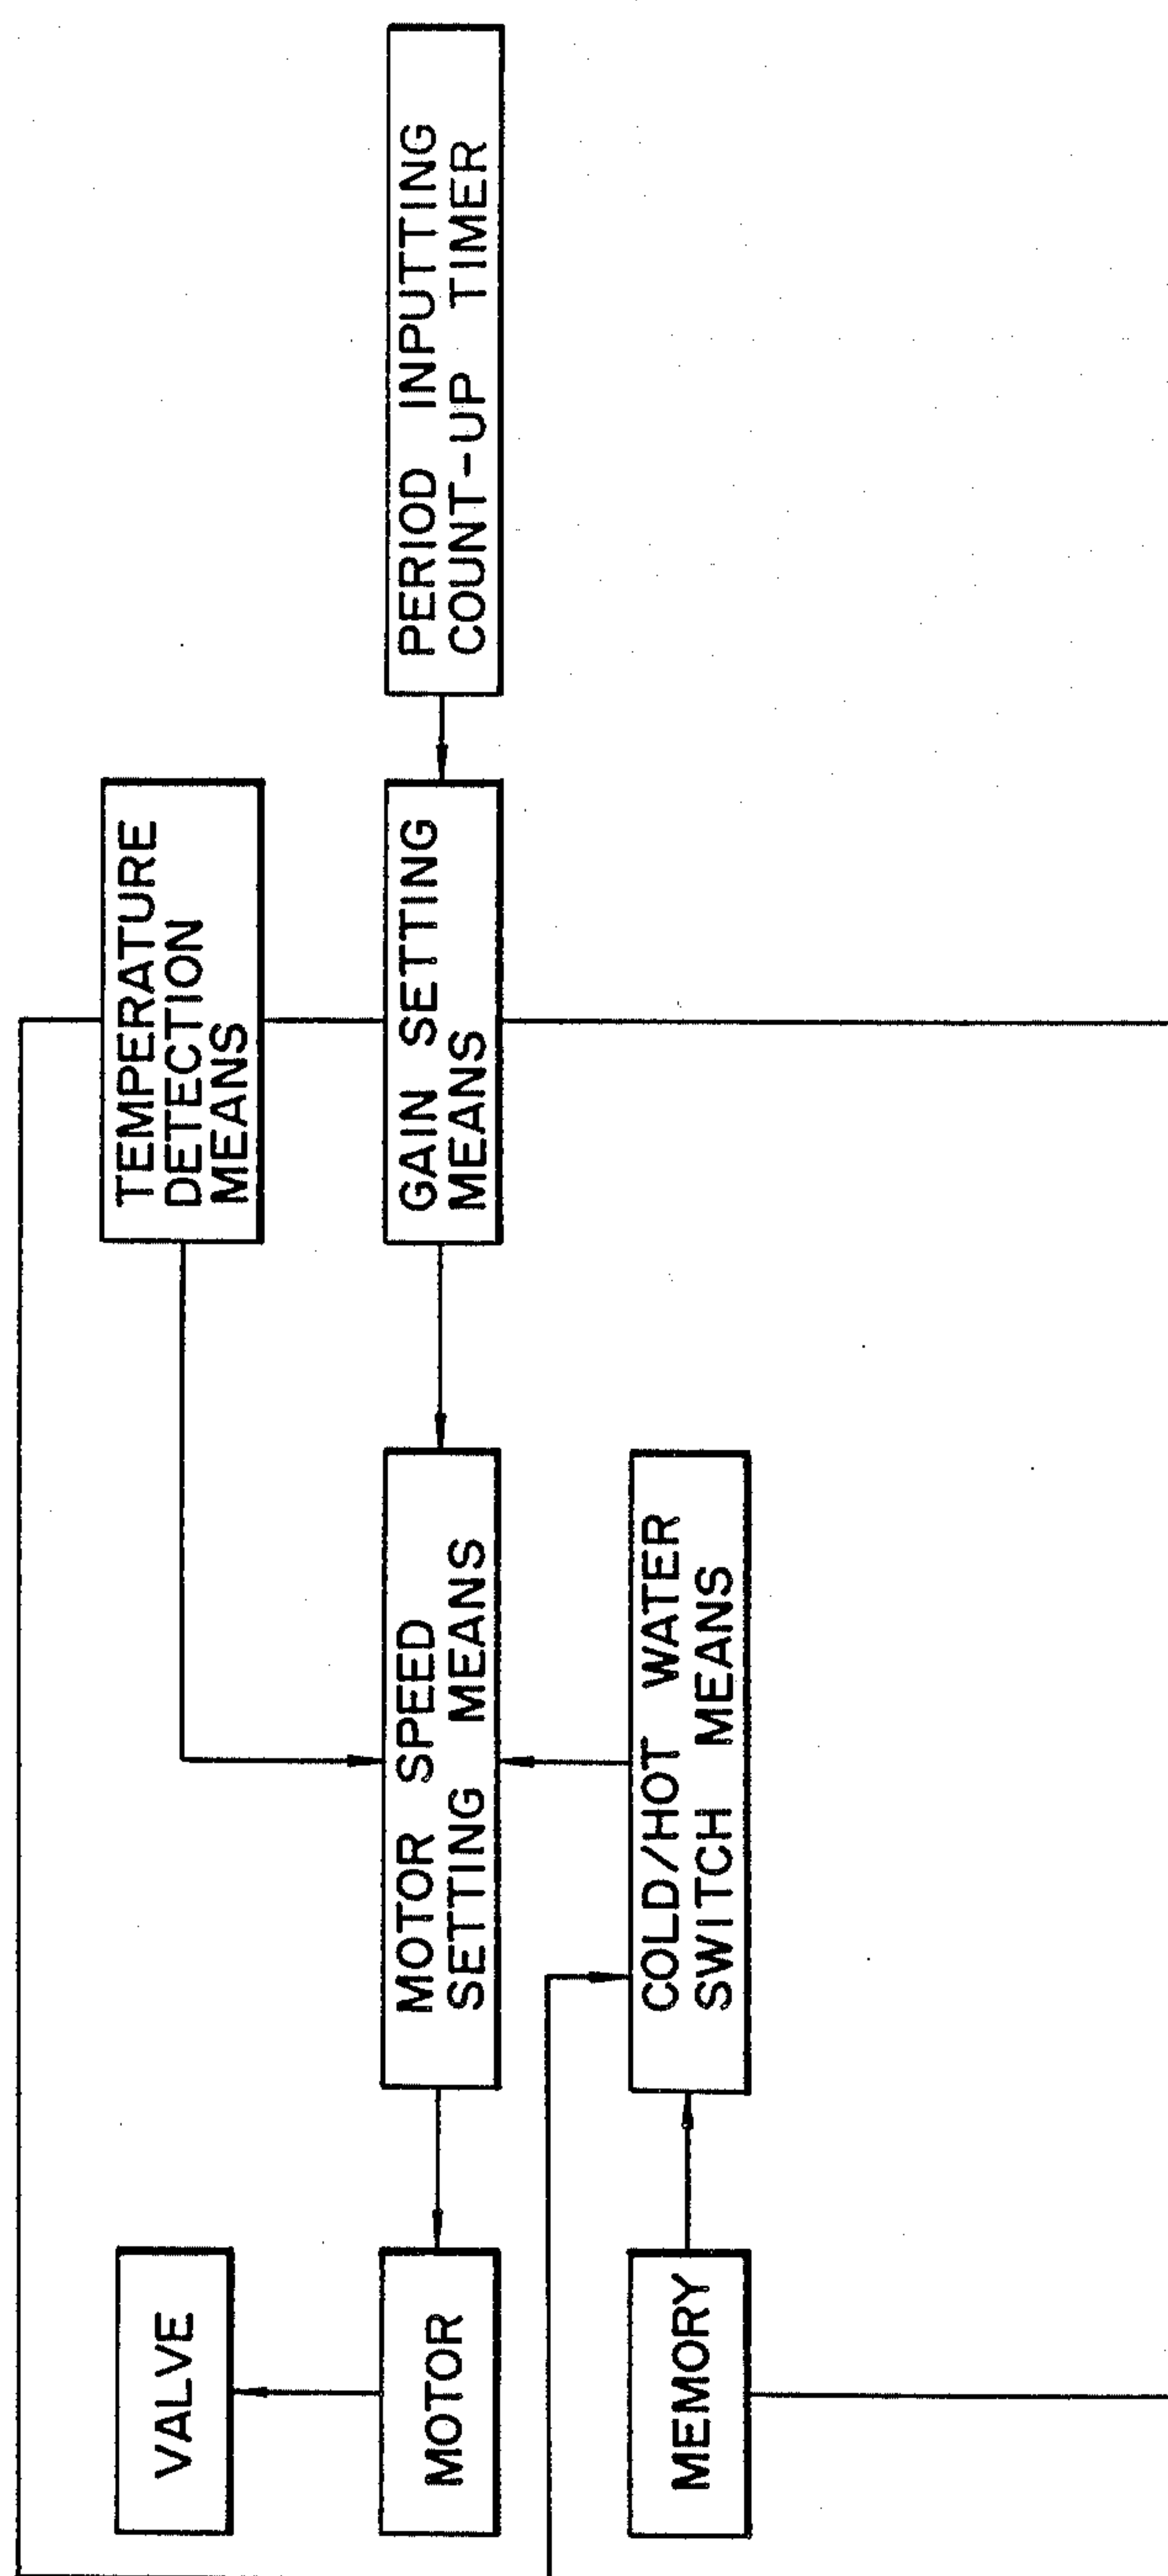 VALVE
TEMPERATURE
DETECTION
MEANS
MOTOR
MOTOR SPEED
SETTING MEANS
GAIN SETTING
MEANS
PERIOD INPUTTING
COUNT-UP TIMER
MEMORY
COLD/HOT WATER
SWITCH MEANS